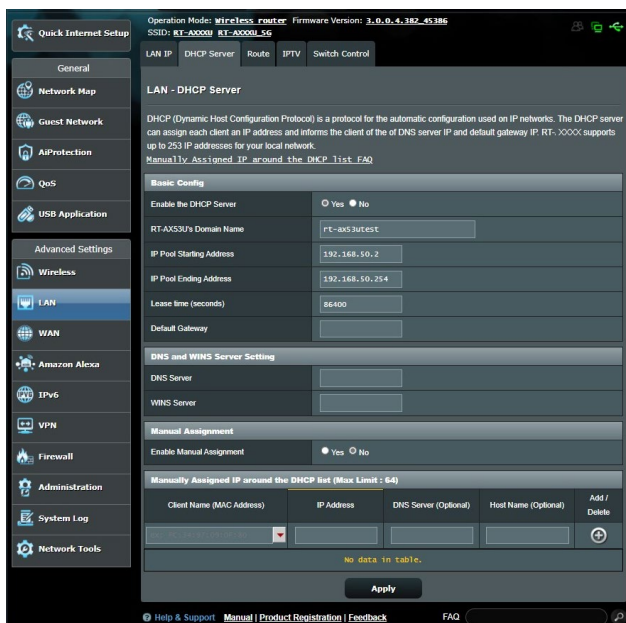 Quick Internet Setup
General
Network Map
Guest Network
AiProtection
QoS
USB Application
Advanced Settings
Wireless
LAN
WAN
Amazon Alexa
IPv6
VPN
Firewall
Administration
System Log
Network Tools
Operation Mode: Wireless router Firmware Version: 3.0.0.4.382_45386
SSID: RT-AXXXU RT-AXXXU_5G
LAN IP DHCP Server Route IPTV Switch Control
LAN - DHCP Server
DHCP (Dynamic Host Configuration Protocol) is a protocol for the automatic configuration used on IP networks. The DHCP server
can assign each client an IP address and informs the client of the of DNS server IP and default gateway IP. RT-. XXXX supports
up to 253 IP addresses for your local network.
Manually Assigned IP around the DHCP list FAQ
Basic Config
Enable the DHCP Server Yes No
RT-AX53U's Domain Name rt-ax53utest
IP Pool Starting Address 192.168.50.2
IP Pool Ending Address 192.168.50.254
Lease time (seconds) 86400
Default Gateway
DNS and WINS Server Setting
DNS Server
WINS Server
Manual Assignment
Enable Manual Assignment Yes No
Manually Assigned IP around the DHCP list (Max Limit : 64)
Client Name (MAC Address) IP Address DNS Server (Optional) Host Name (Optional) Add / Delete
No data in table.
Apply
Help & Support Manual | Product Registration | Feedback FAQ